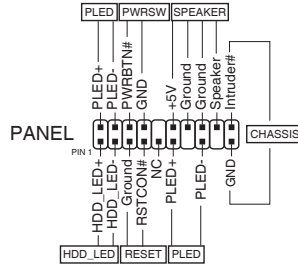 PLED PWRSW SPEAKER
PLED+
PLED-
PWRBTN#
GND
+5V
Ground
Ground
Speaker
Intruder#
PANEL
PIN 1
CHASSIS
HDD_LED+
HDD_LED-
Ground
RSTCON#
NC
PLED+
PLED-
GND
HDD_LED RESET PLED